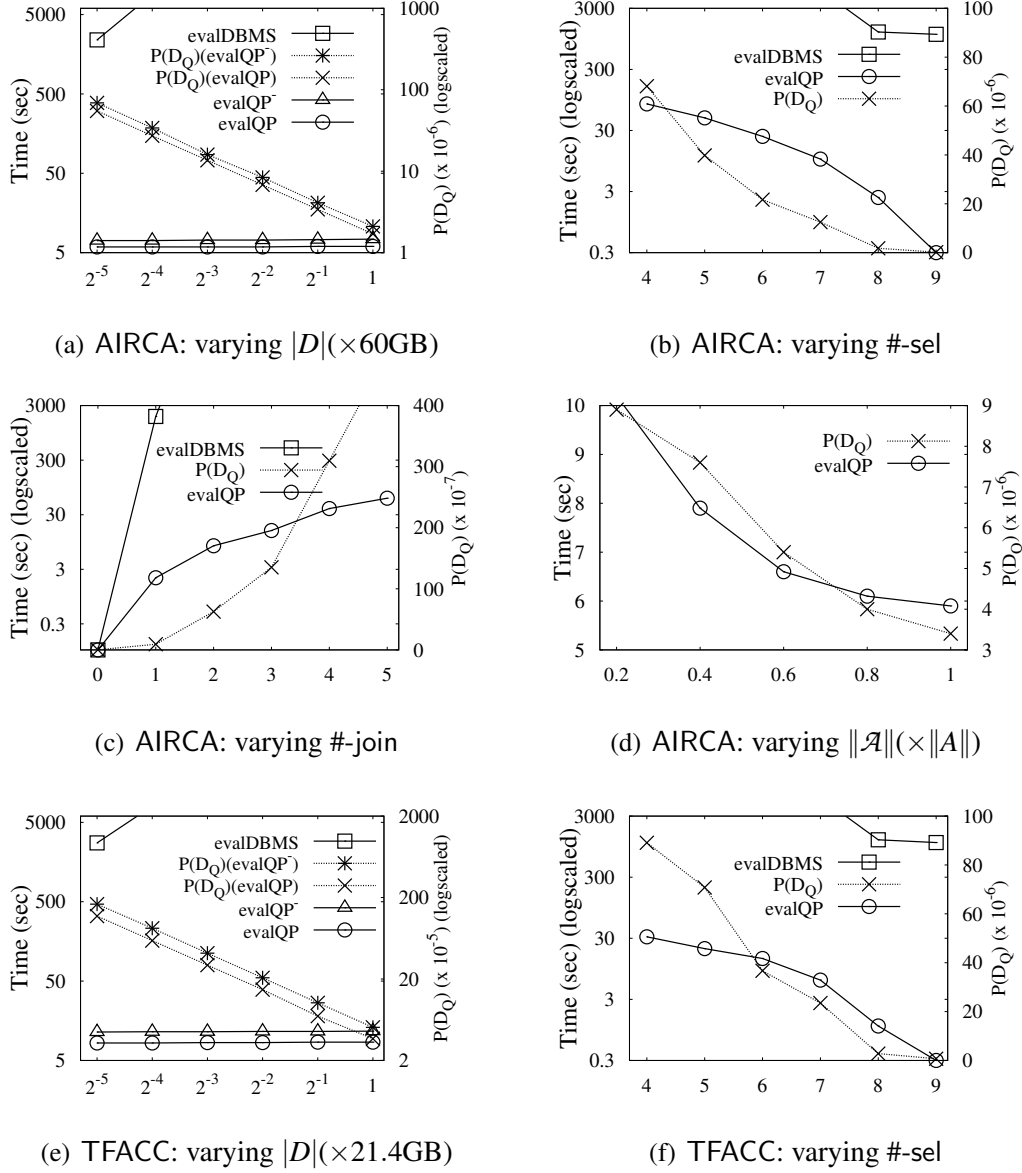 5000
500
50
5
Time (sec)
evalDBMS
P(D_Q)(evalQP⁻)
P(D_Q)(evalQP)
evalQP⁻
evalQP
1000
100
10
1
P(D_Q) (x 10⁻⁶) (logscaled)
2⁻⁵ 2⁻⁴ 2⁻³ 2⁻² 2⁻¹ 1
(a) AIRCA: varying |D|(×60GB)
3000
300
30
3
0.3
Time (sec) (logscaled)
evalDBMS
evalQP
P(D_Q)
100
80
60
40
20
0
P(D_Q) (x 10⁻⁶)
4 5 6 7 8 9
(b) AIRCA: varying #-sel
3000
300
30
3
0.3
Time (sec) (logscaled)
evalDBMS
P(D_Q)
evalQP
400
300
200
100
0
P(D_Q) (x 10⁻⁷)
0 1 2 3 4 5
(c) AIRCA: varying #-join
10
9
8
7
6
5
Time (sec)
P(D_Q)
evalQP
9
8
7
6
5
4
3
P(D_Q) (x 10⁻⁶)
0.2 0.4 0.6 0.8 1
(d) AIRCA: varying ‖𝒜‖(×‖A‖)
5000
500
50
5
Time (sec)
evalDBMS
P(D_Q)(evalQP⁻)
P(D_Q)(evalQP)
evalQP⁻
evalQP
2000
200
20
2
P(D_Q) (x 10⁻⁵) (logscaled)
2⁻⁵ 2⁻⁴ 2⁻³ 2⁻² 2⁻¹ 1
(e) TFACC: varying |D|(×21.4GB)
3000
300
30
3
0.3
Time (sec) (logscaled)
evalDBMS
P(D_Q)
evalQP
100
80
60
40
20
0
P(D_Q) (x 10⁻⁶)
4 5 6 7 8 9
(f) TFACC: varying #-sel